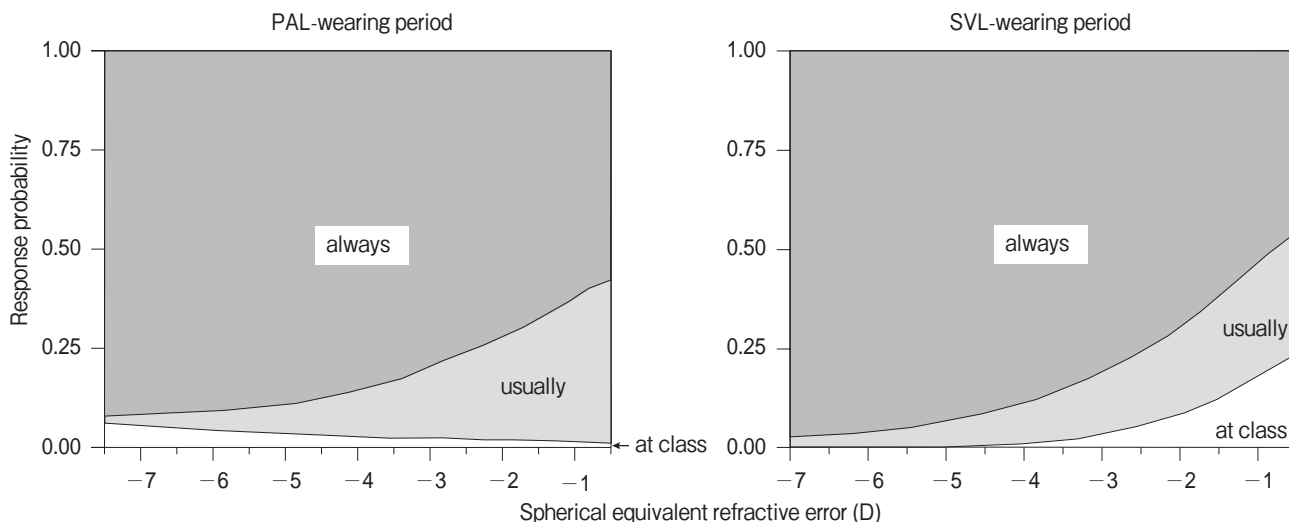 PAL-wearing period
SVL-wearing period
Response probability
1.00
0.75
0.50
0.25
0.00
always
usually
at class
−7 −6 −5 −4 −3 −2 −1
1.00
0.75
0.50
0.25
0.00
always
usually
at class
−7 −6 −5 −4 −3 −2 −1
Spherical equivalent refractive error (D)